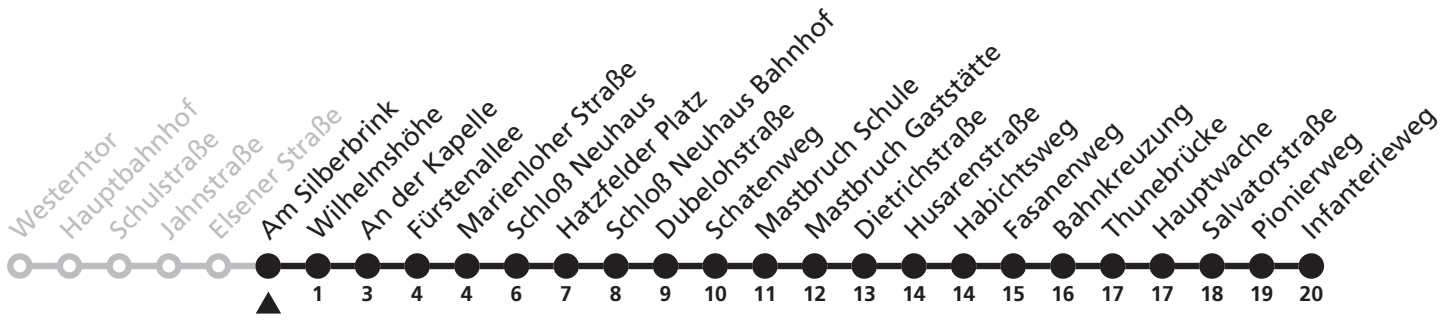 Westerntor
Hauptbahnhof
Schulstraße
Jahnstraße
Elsener Straße
Am Silberbrink
Wilhelmshöhe
An der Kapelle
Fürstenallee
Marienloher Straße
Schloß Neuhaus
Hatzfelder Platz
Schloß Neuhaus Bahnhof
Dubelohstraße
Schatenweg
Mastbruch Schule
Mastbruch Gaststätte
Dietrichstraße
Husarenstraße
Habichtsweg
Fasanenweg
Bahnkreuzung
Thunebrücke
Hauptwache
Salvatorstraße
Pionierweg
Infanterieweg
1 3 4 4 6 7 8 9 10 11 12 13 14 14 15 16 17 17 18 19 20